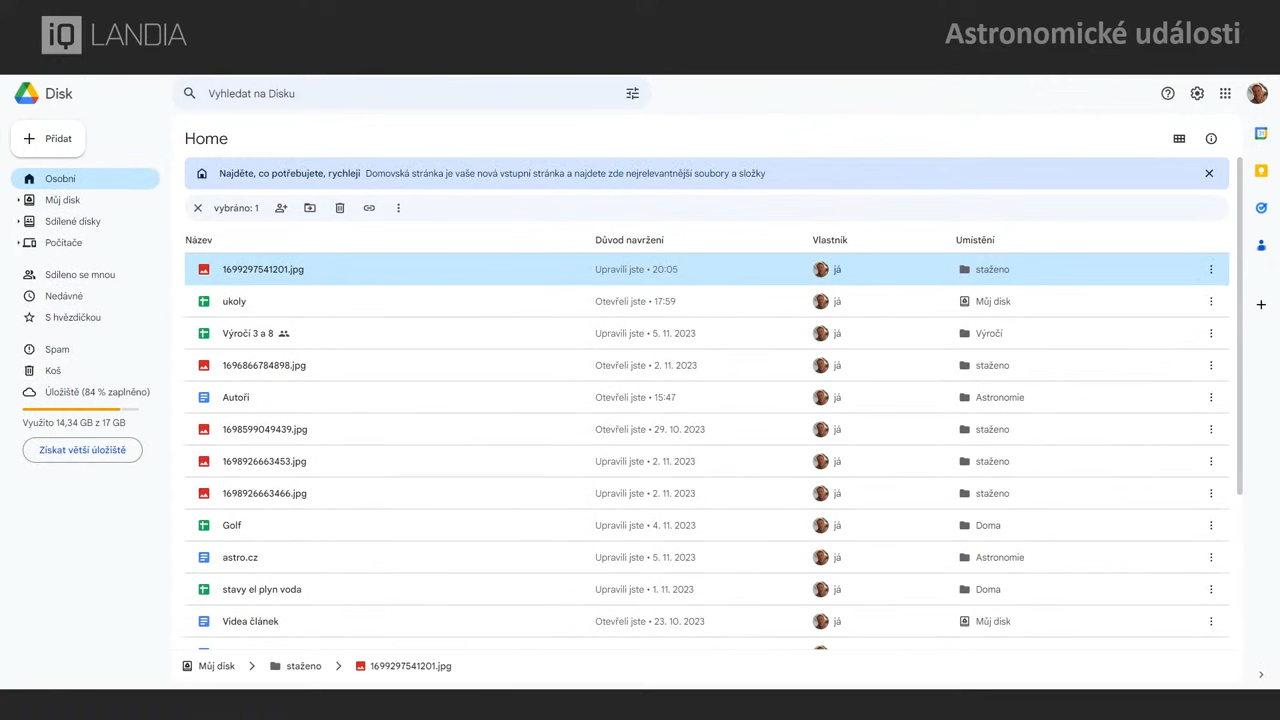 iQ LANDIA
Astronomické události
Disk
Vyhledat na Disku
Přidat
Home
Najděte, co potřebujete, rychleji Domovská stránka je vaše nová vstupní stránka a najdete zde nejrelevantnější soubory a složky
Osobní
Můj disk
Sdílené disky
Počítače
Sdíleno se mnou
Nedávné
S hvězdičkou
Spam
Koš
Úložiště (84 % zaplněno)
Využito 14,34 GB z 17 GB
Získat větší úložiště
vybráno: 1
Název Důvod navržení Vlastník Umístění
1699297541201.jpg Upravili jste • 20:05 já staženo
ukoly Otevřeli jste • 17:59 já Můj disk
Výročí 3 a 8 Upravili jste • 5. 11. 2023 já Výročí
1696866784898.jpg Otevřeli jste • 2. 11. 2023 já staženo
Autoři Otevřeli jste • 15:47 já Astronomie
1698599049439.jpg Otevřeli jste • 29. 10. 2023 já staženo
1698926663453.jpg Upravili jste • 2. 11. 2023 já staženo
1698926663466.jpg Upravili jste • 2. 11. 2023 já staženo
Golf Upravili jste • 4. 11. 2023 já Doma
astro.cz Upravili jste • 5. 11. 2023 já Astronomie
stavy el plyn voda Upravili jste • 1. 11. 2023 já Doma
Videa článek Otevřeli jste • 23. 10. 2023 já Můj disk
Můj disk staženo 1699297541201.jpg